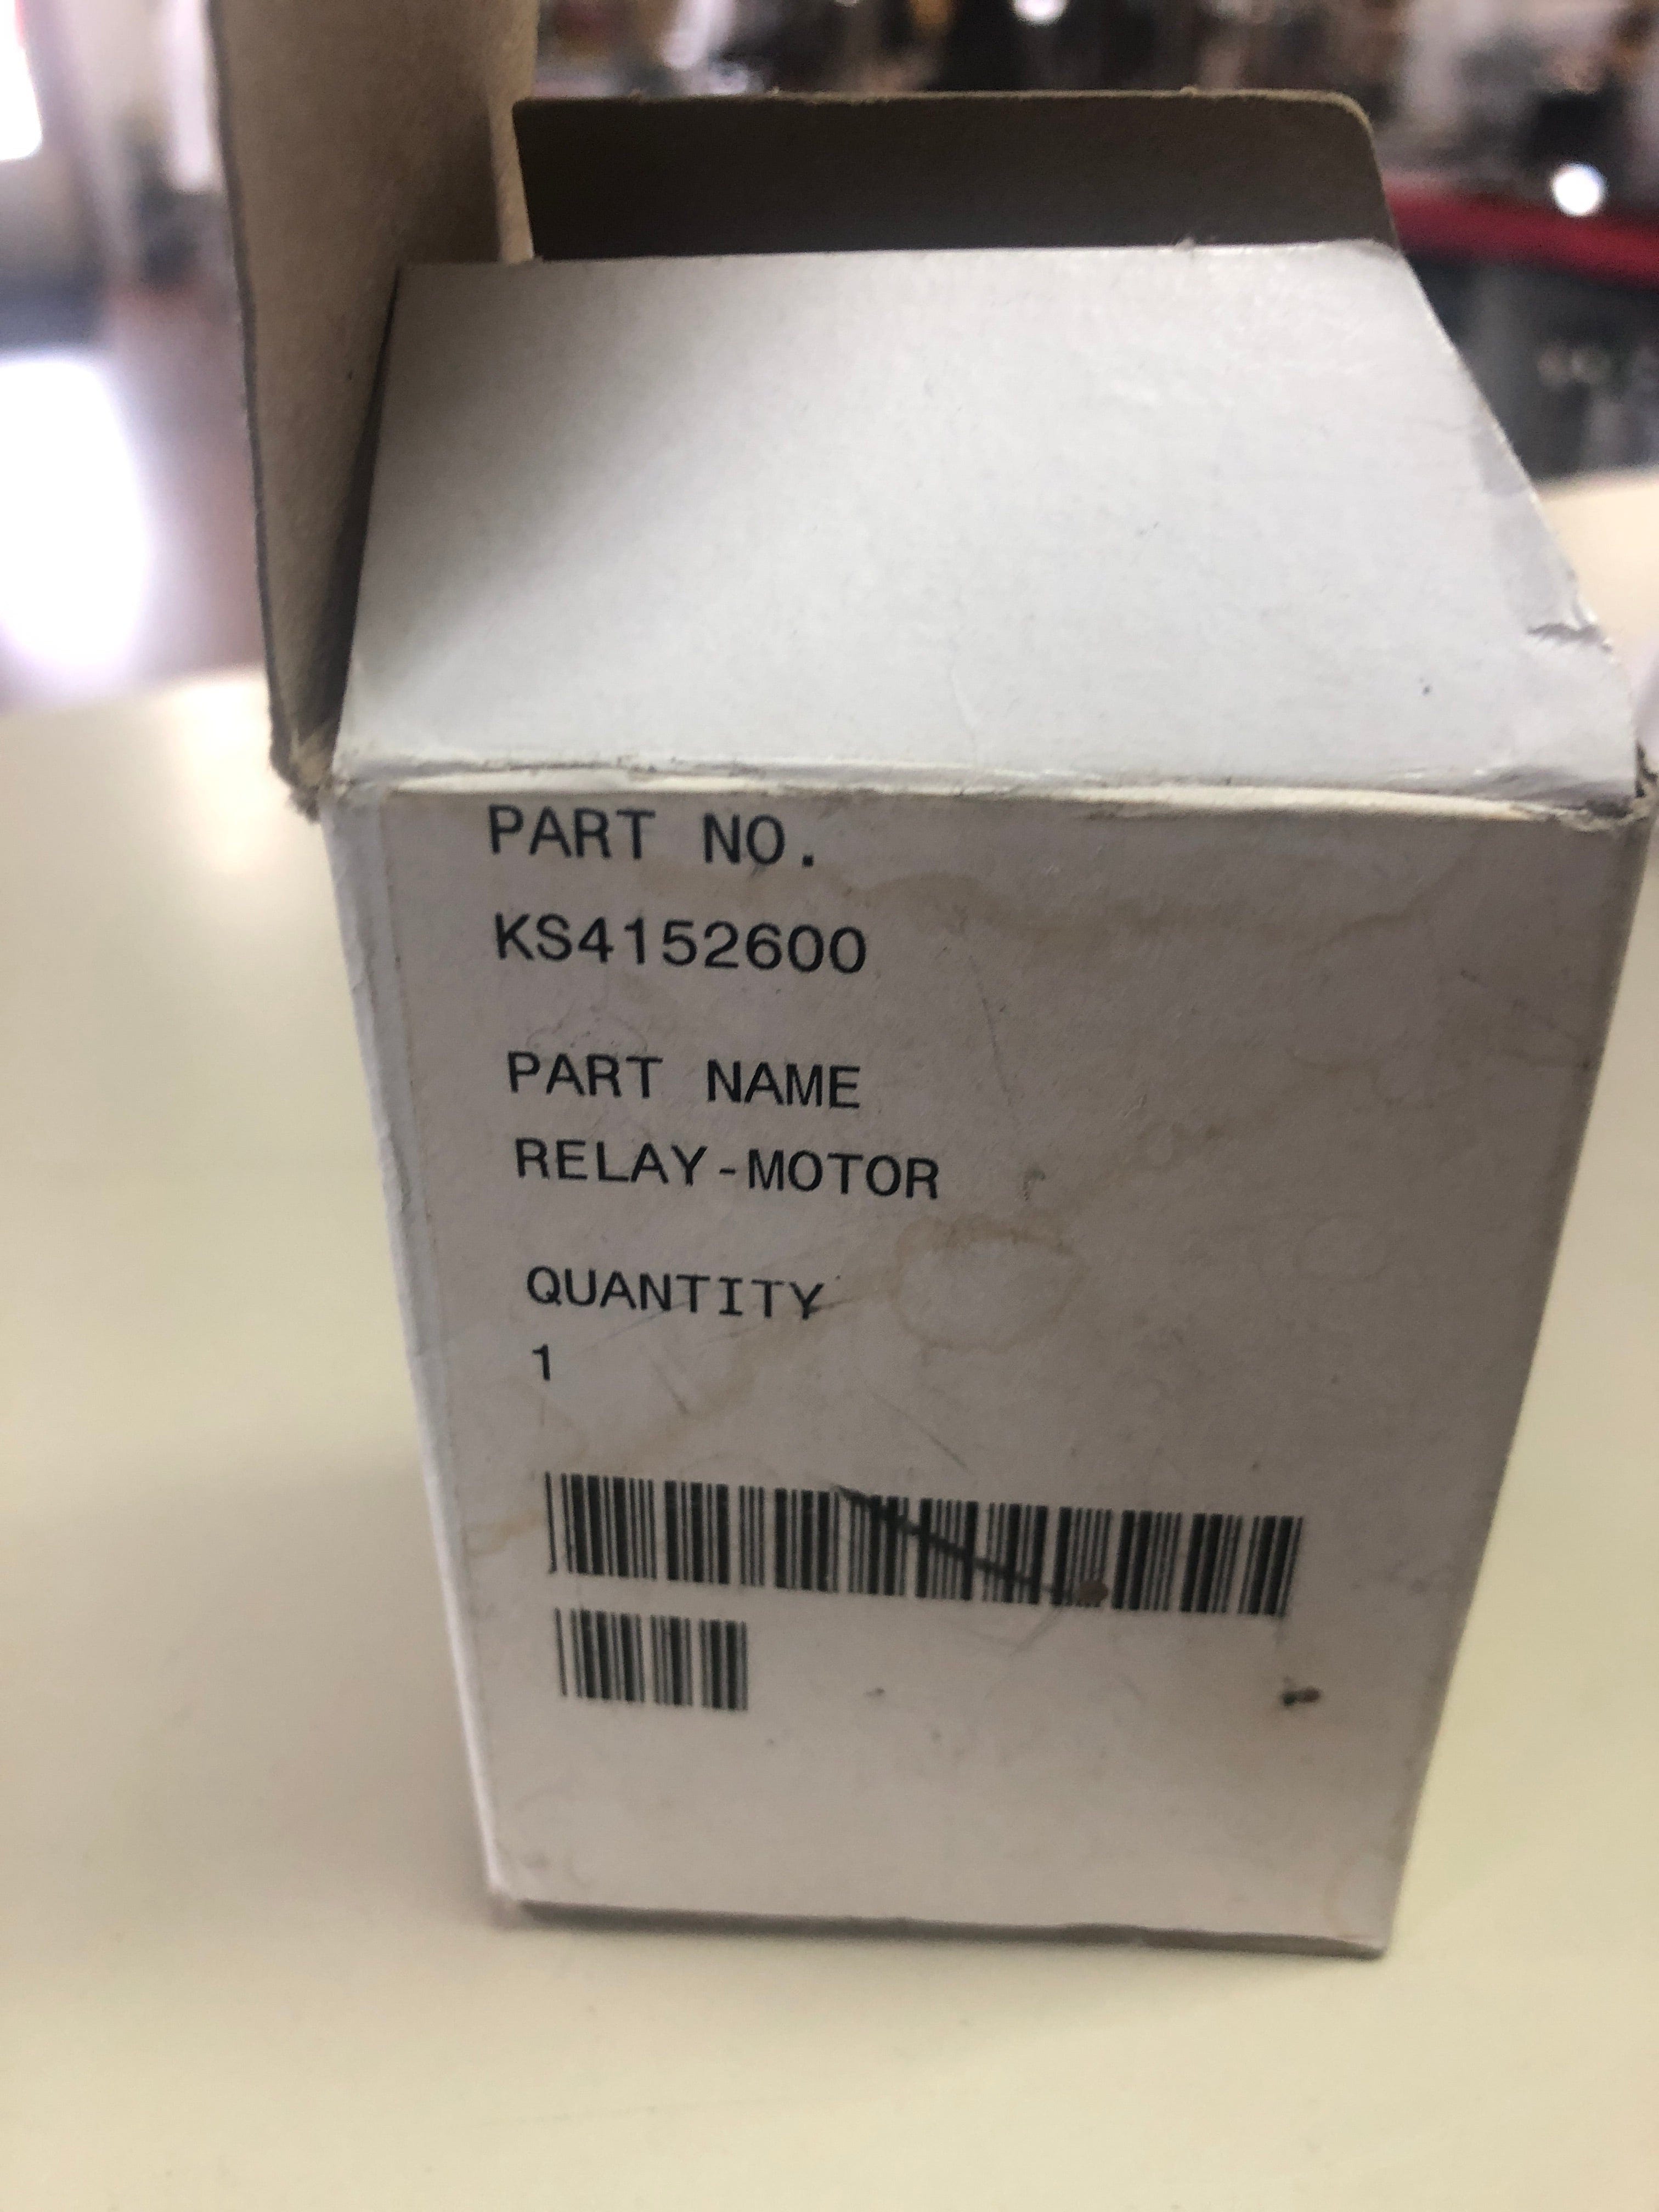 PART NO.
KS4152600
PART NAME
RELAY-MOTOR
QUANTITY
1